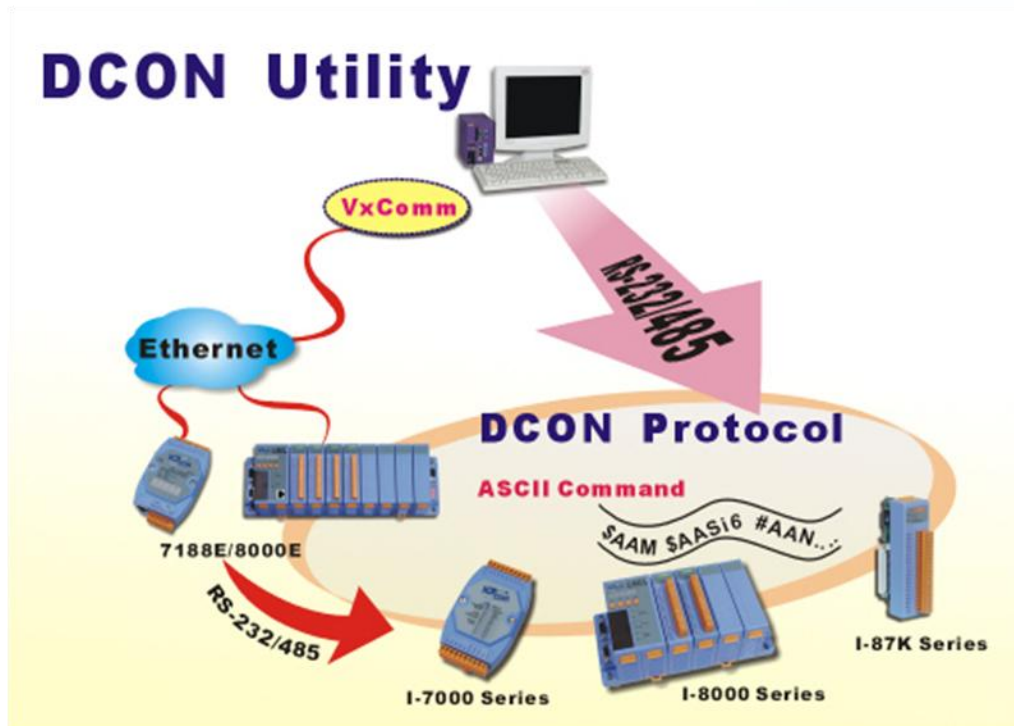 DCON Utility
VxComm
RS-232/485
Ethernet
DCON Protocol
ASCII Command
$AAM $AASi6 #AAN...
7188E/8000E
RS-232/485
I-87K Series
I-7000 Series
I-8000 Series